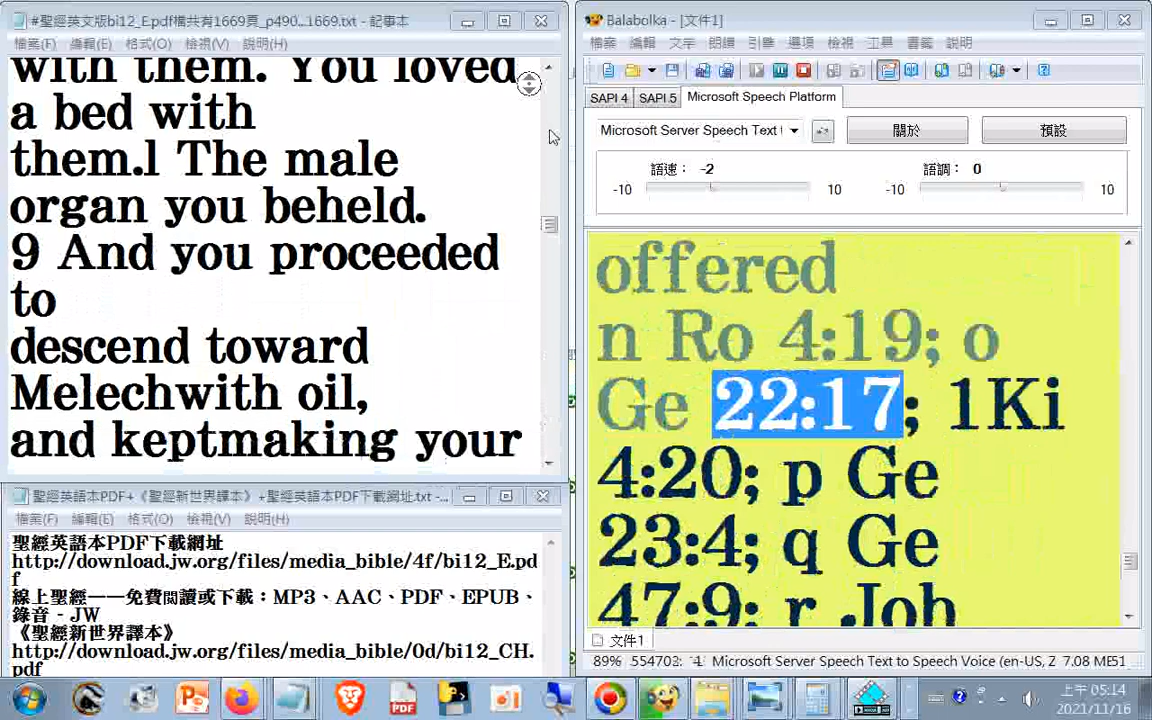 #聖經英文版bi12_E.pdf檔共有1669頁_p490...1669.txt - 記事本
檔案(F) 編輯(E) 格式(O) 檢視(V) 說明(H)
with them. You loved
a bed with
them.l The male
organ you beheld.
9 And you proceeded
to
descend toward
Melechwith oil,
and keptmaking your
聖經英語本PDF+《聖經新世界譯本》+聖經英語本PDF下載網址.txt -...
檔案(F) 編輯(E) 格式(O) 檢視(V) 說明(H)
聖經英語本PDF下載網址
http://download.jw.org/files/media_bible/4f/bi12_E.pd
f
線上聖經——免費閱讀或下載：MP3、AAC、PDF、EPUB、
錄音 - JW
《聖經新世界譯本》
http://download.jw.org/files/media_bible/0d/bi12_CH.
pdf
Balabolka - [文件1]
檔案 編輯 文字 朗讀 引擎 選項 檢視 工具 書籤 說明
SAPI 4 SAPI 5 Microsoft Speech Platform
Microsoft Server Speech Text 關於 預設
語速： -2 語調： 0
-10 10 -10 10
offered
n Ro 4:19; o
Ge 22:17; 1Ki
4:20; p Ge
23:4; q Ge
47:9; r Job
文件1
89% Microsoft Server Speech Text to Speech Voice (en-US, Z 7.08 ME
上午 05:14
2021/11/16